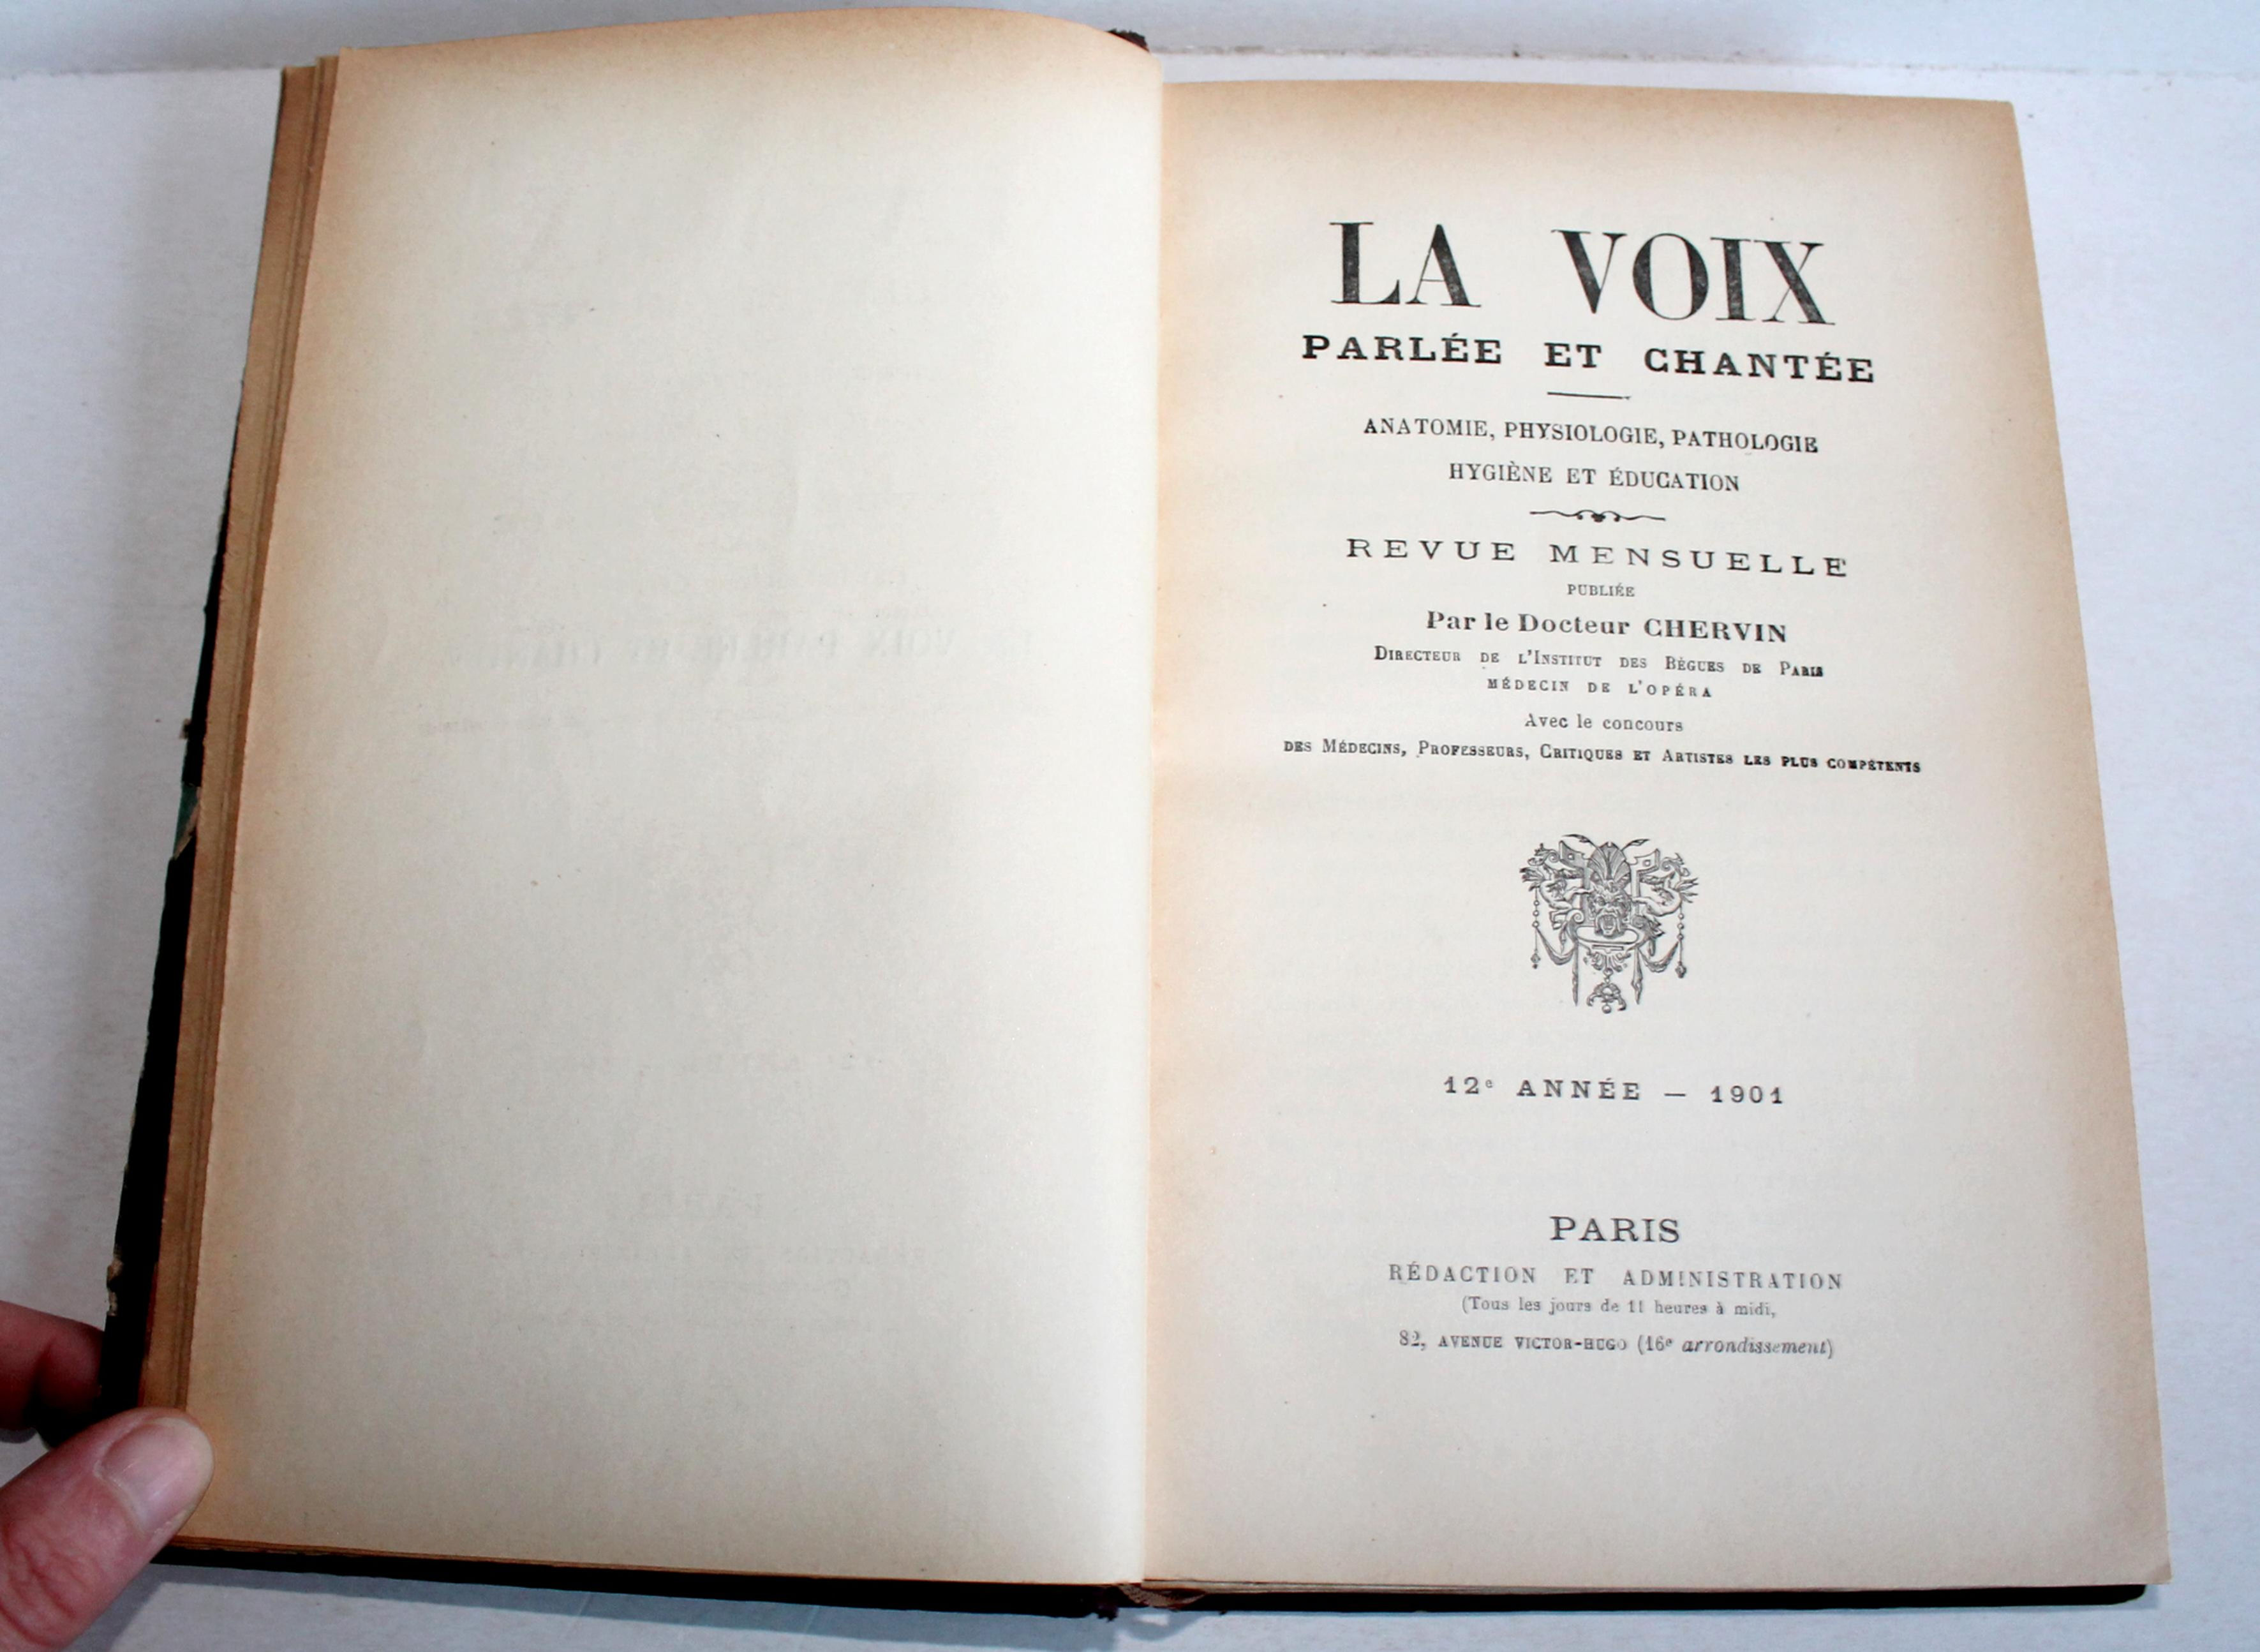 LA VOIX
PARLÉE ET CHANTÉE
ANATOMIE, PHYSIOLOGIE, PATHOLOGIE
HYGIÈNE ET ÉDUCATION
REVUE MENSUELLE
PUBLIÉE
Par le Docteur CHERVIN
DIRECTEUR DE L'INSTITUT DES BÈGUES DE PARIS
MÉDECIN DE L'OPÉRA
Avec le concours
DES MÉDECINS, PROFESSEURS, CRITIQUES ET ARTISTES LES PLUS COMPÉTENTS
12e ANNÉE — 1901
PARIS
RÉDACTION ET ADMINISTRATION
(Tous les jours de 11 heures à midi,
82, AVENUE VICTOR-HUGO (16e arrondissement)